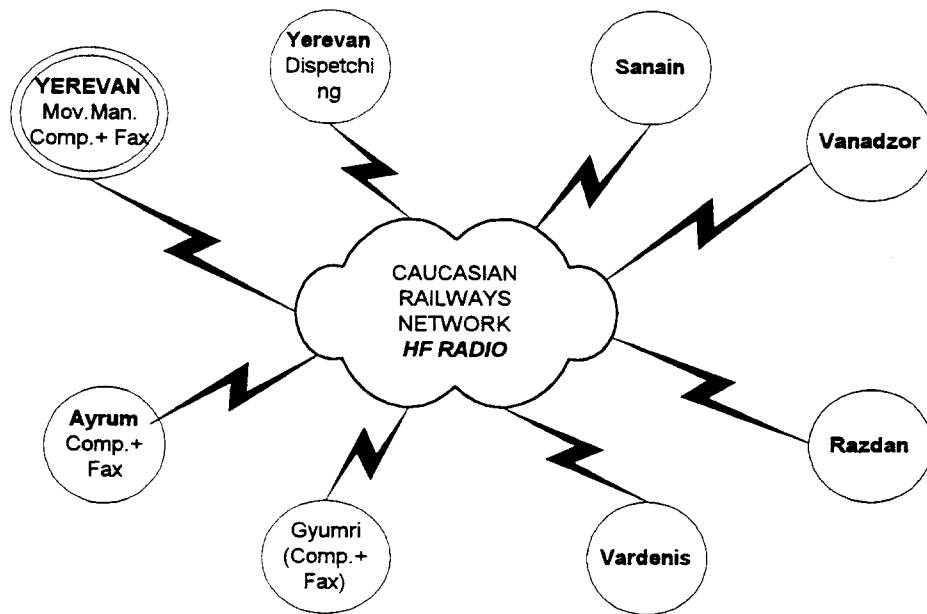 YEREVAN
Mov.Man.
Comp.+ Fax
Yerevan
Dispetchi
ng
Sanain
Vanadzor
CAUCASIAN
RAILWAYS
NETWORK
HF RADIO
Ayrum
Comp.+
Fax
Gyumri
(Comp.+
Fax)
Vardenis
Razdan